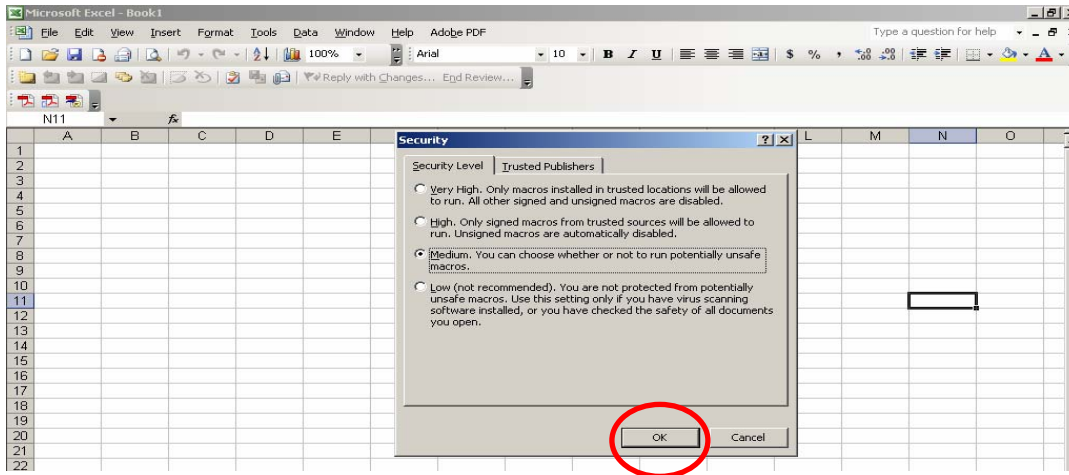 Microsoft Excel - Book1
File Edit View Insert Format Tools Data Window Help Adobe PDF Type a question for help
100% Arial 10 B I U $ % , .00
Reply with Changes... End Review...
N11 fx
A B C D E L M N O
Security
Security Level Trusted Publishers
Very High. Only macros installed in trusted locations will be allowed
to run. All other signed and unsigned macros are disabled.
High. Only signed macros from trusted sources will be allowed to
run. Unsigned macros are automatically disabled.
Medium. You can choose whether or not to run potentially unsafe
macros.
Low (not recommended). You are not protected from potentially
unsafe macros. Use this setting only if you have virus scanning
software installed, or you have checked the safety of all documents
you open.
OK Cancel
1
2
3
4
5
6
7
8
9
10
11
12
13
14
15
16
17
18
19
20
21
22